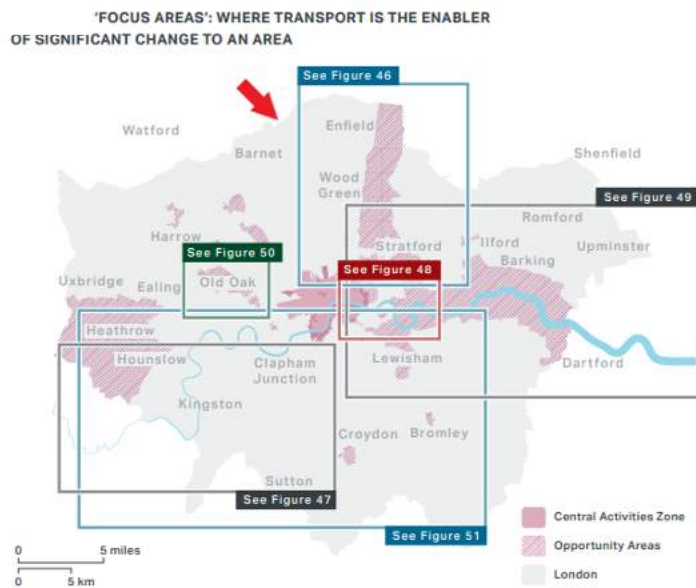 'FOCUS AREAS': WHERE TRANSPORT IS THE ENABLER
OF SIGNIFICANT CHANGE TO AN AREA
See Figure 46
Watford
Enfield
Barnet
Shenfield
Wood
Green
See Figure 49
Romford
Harrow
Stratford
Ilford
Upminster
See Figure 50
Barking
See Figure 48
Uxbridge
Ealing
Old Oak
Heathrow
Hounslow
Clapham
Junction
Lewisham
Dartford
Kingston
Croydon
Bromley
Sutton
See Figure 47
See Figure 51
Central Activities Zone
Opportunity Areas
London
0 5 miles
0 5 km